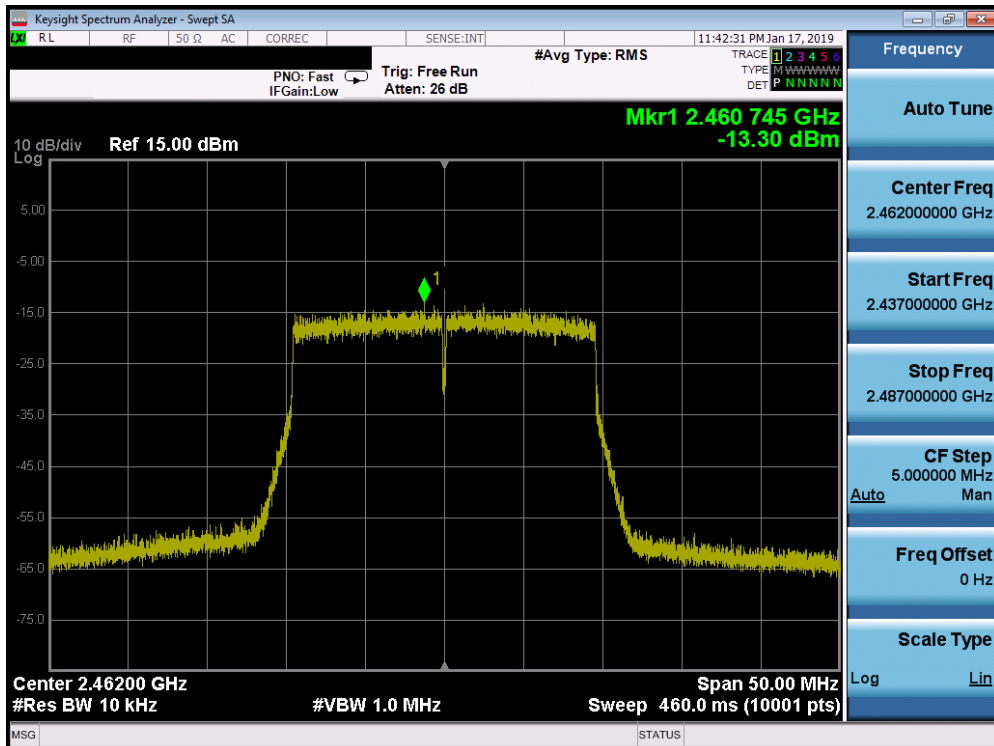 Keysight Spectrum Analyzer - Swept SA
LXI RL RF 50 Ω AC CORREC SENSE:INT 11:42:31 PM Jan 17, 2019
#Avg Type: RMS
TRACE 1 2 3 4 5 6
TYPE M W W W W W
DET P N N N N N
PNO: Fast
IFGain:Low
Trig: Free Run
Atten: 26 dB
Mkr1 2.460 745 GHz
-13.30 dBm
10 dB/div
Log
Ref 15.00 dBm
5.00
-5.00
-15.0
-25.0
-35.0
-45.0
-55.0
-65.0
-75.0
1
Center 2.46200 GHz
Span 50.00 MHz
#Res BW 10 kHz
#VBW 1.0 MHz
Sweep 460.0 ms (10001 pts)
MSG
STATUS
Frequency
Auto Tune
Center Freq
2.462000000 GHz
Start Freq
2.437000000 GHz
Stop Freq
2.487000000 GHz
CF Step
5.000000 MHz
Auto Man
Freq Offset
0 Hz
Scale Type
Log Lin